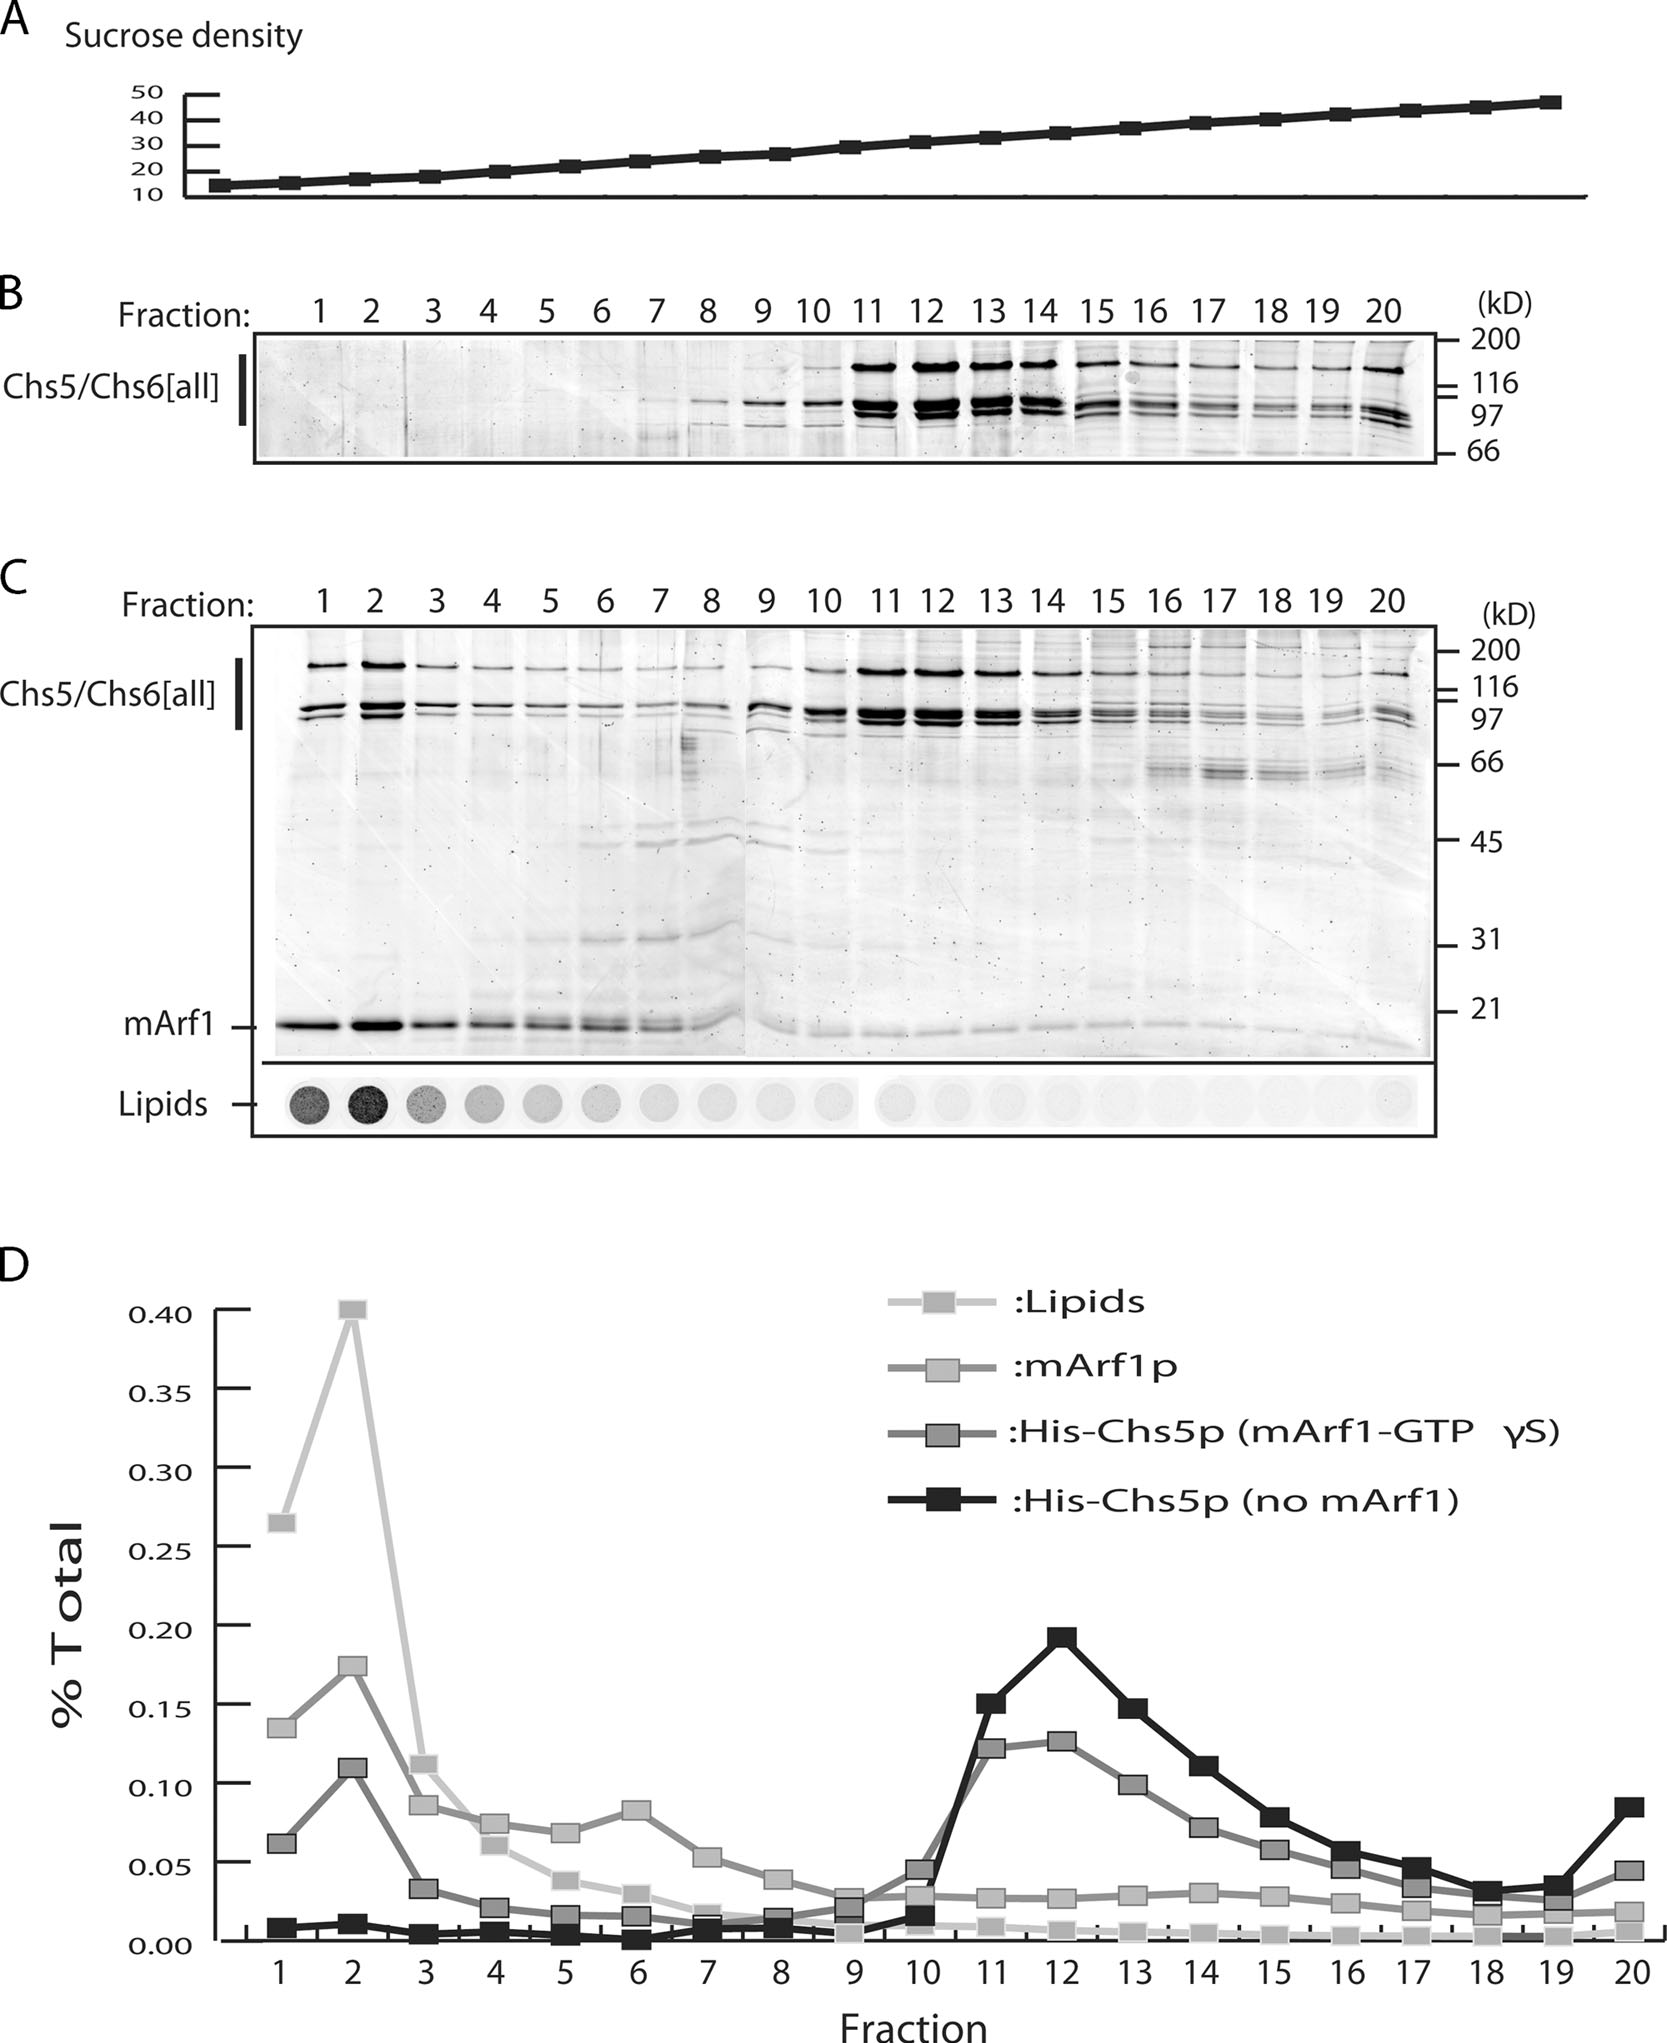 A
Sucrose density
50
40
30
20
10
B
Fraction: 1 2 3 4 5 6 7 8 9 10 11 12 13 14 15 16 17 18 19 20 (kD)
Chs5/Chs6[all]
200
116
97
66
C
Fraction: 1 2 3 4 5 6 7 8 9 10 11 12 13 14 15 16 17 18 19 20 (kD)
Chs5/Chs6[all]
200
116
97
66
45
31
21
mArf1
Lipids
D
:Lipids
:mArf1p
:His-Chs5p (mArf1-GTP γS)
:His-Chs5p (no mArf1)
% Total
0.40
0.35
0.30
0.25
0.20
0.15
0.10
0.05
0.00
1 2 3 4 5 6 7 8 9 10 11 12 13 14 15 16 17 18 19 20
Fraction